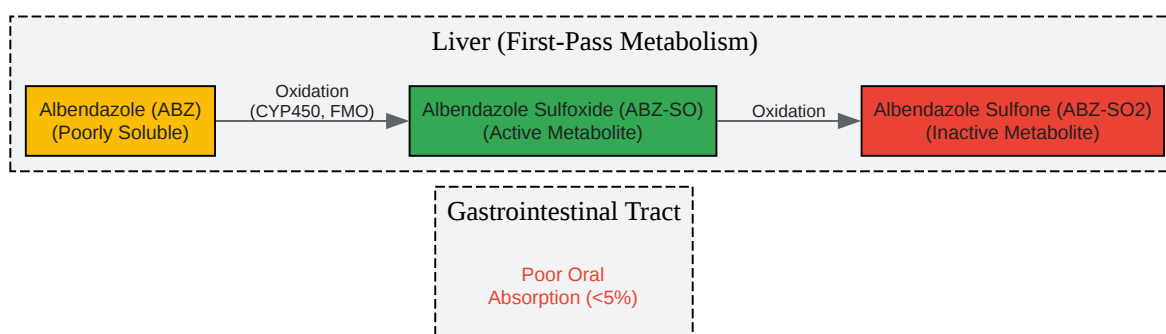 Liver (First-Pass Metabolism)
Albendazole (ABZ)
(Poorly Soluble)
Oxidation
(CYP450, FMO)
Albendazole Sulfoxide (ABZ-SO)
(Active Metabolite)
Oxidation
Albendazole Sulfone (ABZ-SO2)
(Inactive Metabolite)
Gastrointestinal Tract
Poor Oral
Absorption (<5%)